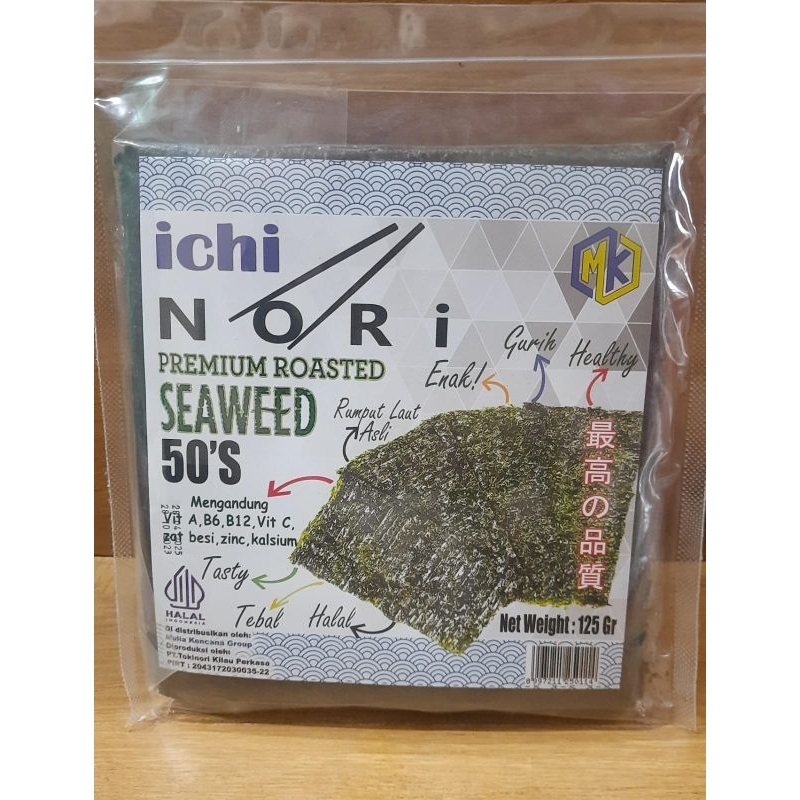 ichi
NORi
MK
PREMIUM ROASTED
SEAWEED
50'S
Gurih
Healthy
Enak!
Rumput Laut
Asli
最高の品質
Mengandung
Vit A,B6,B12,Vit C,
zat besi,zinc,kalsium
Tasty
Tebal
Halal
HALAL
INDONESIA
Net Weight : 125 Gr
Di distribusikan oleh:
Mulia Kencana Group
Diproduksi oleh:
PT.Tokinori Kilau Perkasa
PIRT : 2043172030035-22